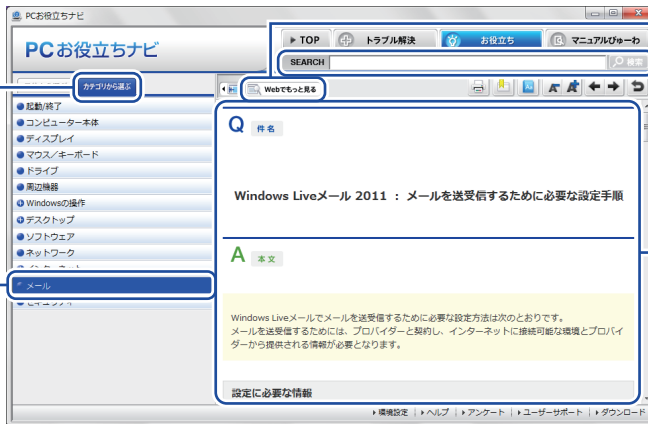 PCお役立ちナビ
PCお役立ちナビ
TOP
トラブル解決
お役立ち
マニュアルびゅーわ
SEARCH
検索
カテゴリから選ぶ
Webでもっと見る
起動/終了
コンピューター本体
ディスプレイ
マウス/キーボード
ドライブ
周辺機器
Windowsの操作
デスクトップ
ソフトウェア
ネットワーク
メール
Q 件名
Windows Liveメール 2011 : メールを送受信するために必要な設定手順
A 本文
Windows Liveメールでメールを送受信するために必要な設定方法は次のとおりです。
メールを送受信するためには、プロバイダーと契約し、インターネットに接続可能な環境とプロバイ
ダーから提供される情報が必要となります。
設定に必要な情報
環境設定 ヘルプ アンケート ユーザーサポート ダウンロード